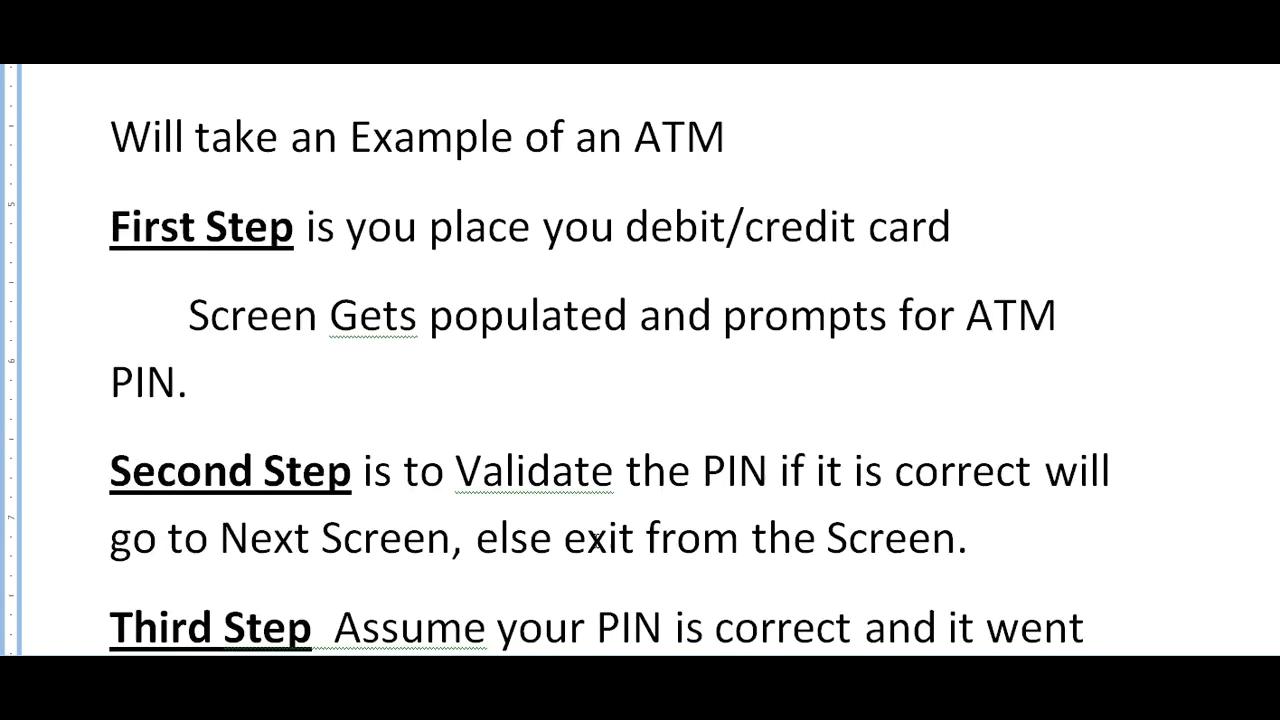 Will take an Example of an ATM
First Step is you place you debit/credit card
Screen Gets populated and prompts for ATM
PIN.
Second Step is to Validate the PIN if it is correct will
go to Next Screen, else exit from the Screen.
Third Step Assume your PIN is correct and it went